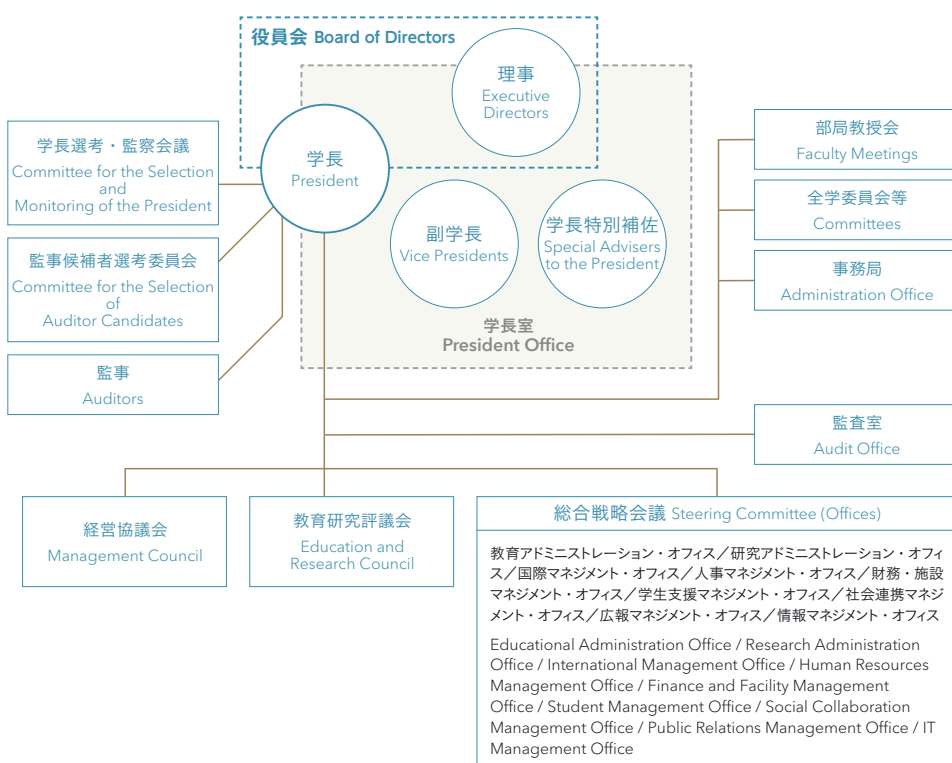 役員会 Board of Directors
理事
Executive
Directors
学長
President
副学長
Vice Presidents
学長特別補佐
Special Advisers
to the President
学長室
President Office
学長選考・監察会議
Committee for the Selection
and
Monitoring of the President
監事候補者選考委員会
Committee for the Selection
of
Auditor Candidates
監事
Auditors
部局教授会
Faculty Meetings
全学委員会等
Committees
事務局
Administration Office
監査室
Audit Office
経営協議会
Management Council
教育研究評議会
Education and
Research Council
総合戦略会議 Steering Committee (Offices)
教育アドミニストレーション・オフィス／研究アドミニストレーション・オフィ
ス／国際マネジメント・オフィス／人事マネジメント・オフィス／財務・施設
マネジメント・オフィス／学生支援マネジメント・オフィス／社会連携マネジ
メント・オフィス／広報マネジメント・オフィス／情報マネジメント・オフィス
Educational Administration Office / Research Administration
Office / International Management Office / Human Resources
Management Office / Finance and Facility Management
Office / Student Management Office / Social Collaboration
Management Office / Public Relations Management Office / IT
Management Office